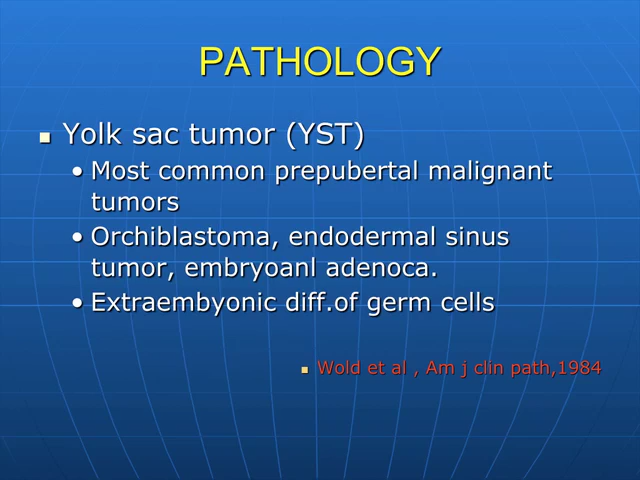 PATHOLOGY
Yolk sac tumor (YST)
Most common prepubertal malignant
tumors
Orchiblastoma, endodermal sinus
tumor, embryoanl adenoca.
Extraembyonic diff.of germ cells
Wold et al , Am j clin path,1984